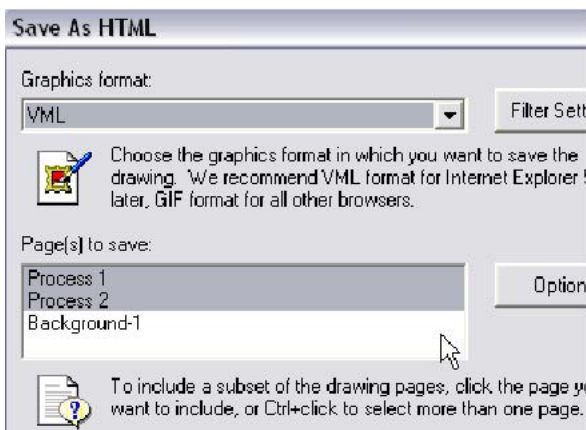 Save As HTML
Graphics format:
VML
Filter Sett
Choose the graphics format in which you want to save the
drawing. We recommend VML format for Internet Explorer
later, GIF format for all other browsers.
Page(s) to save:
Process 1
Process 2
Background-1
Option
To include a subset of the drawing pages, click the page y
want to include, or Ctrl+click to select more than one page.